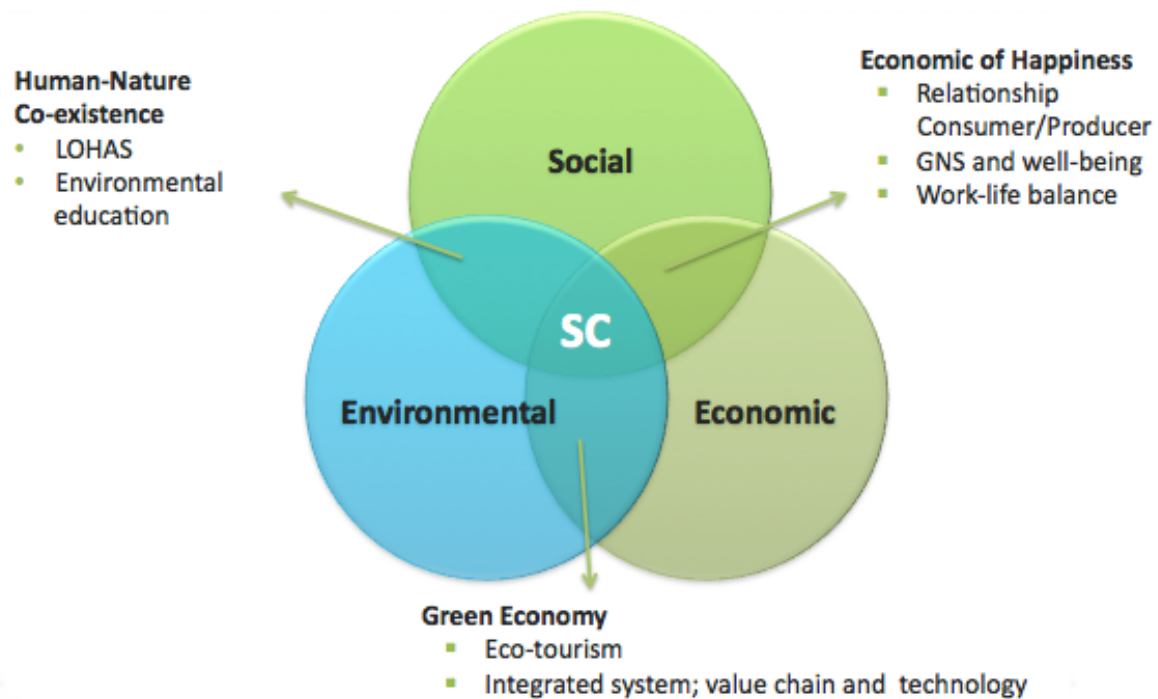 Human-Nature
Co-existence
• LOHAS
• Environmental
education
Economic of Happiness
▪ Relationship
Consumer/Producer
▪ GNS and well-being
▪ Work-life balance
Social
SC
Environmental
Economic
Green Economy
▪ Eco-tourism
▪ Integrated system; value chain and technology